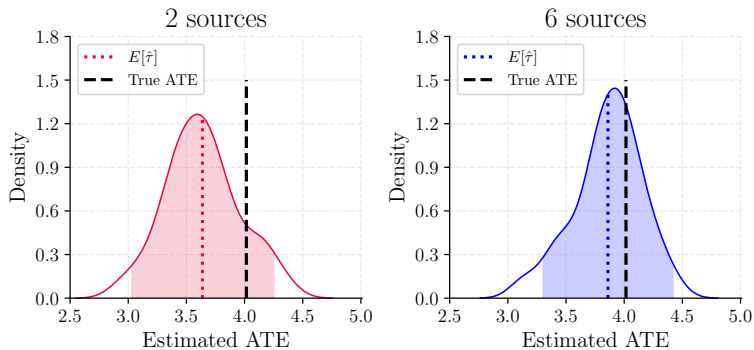 2 sources
1.8
1.5
1.2
0.9
0.6
0.3
0.0
Density
E[τ̂]
True ATE
2.5 3.0 3.5 4.0 4.5 5.0
Estimated ATE
6 sources
1.8
1.5
1.2
0.9
0.6
0.3
0.0
Density
E[τ̂]
True ATE
2.5 3.0 3.5 4.0 4.5 5.0
Estimated ATE